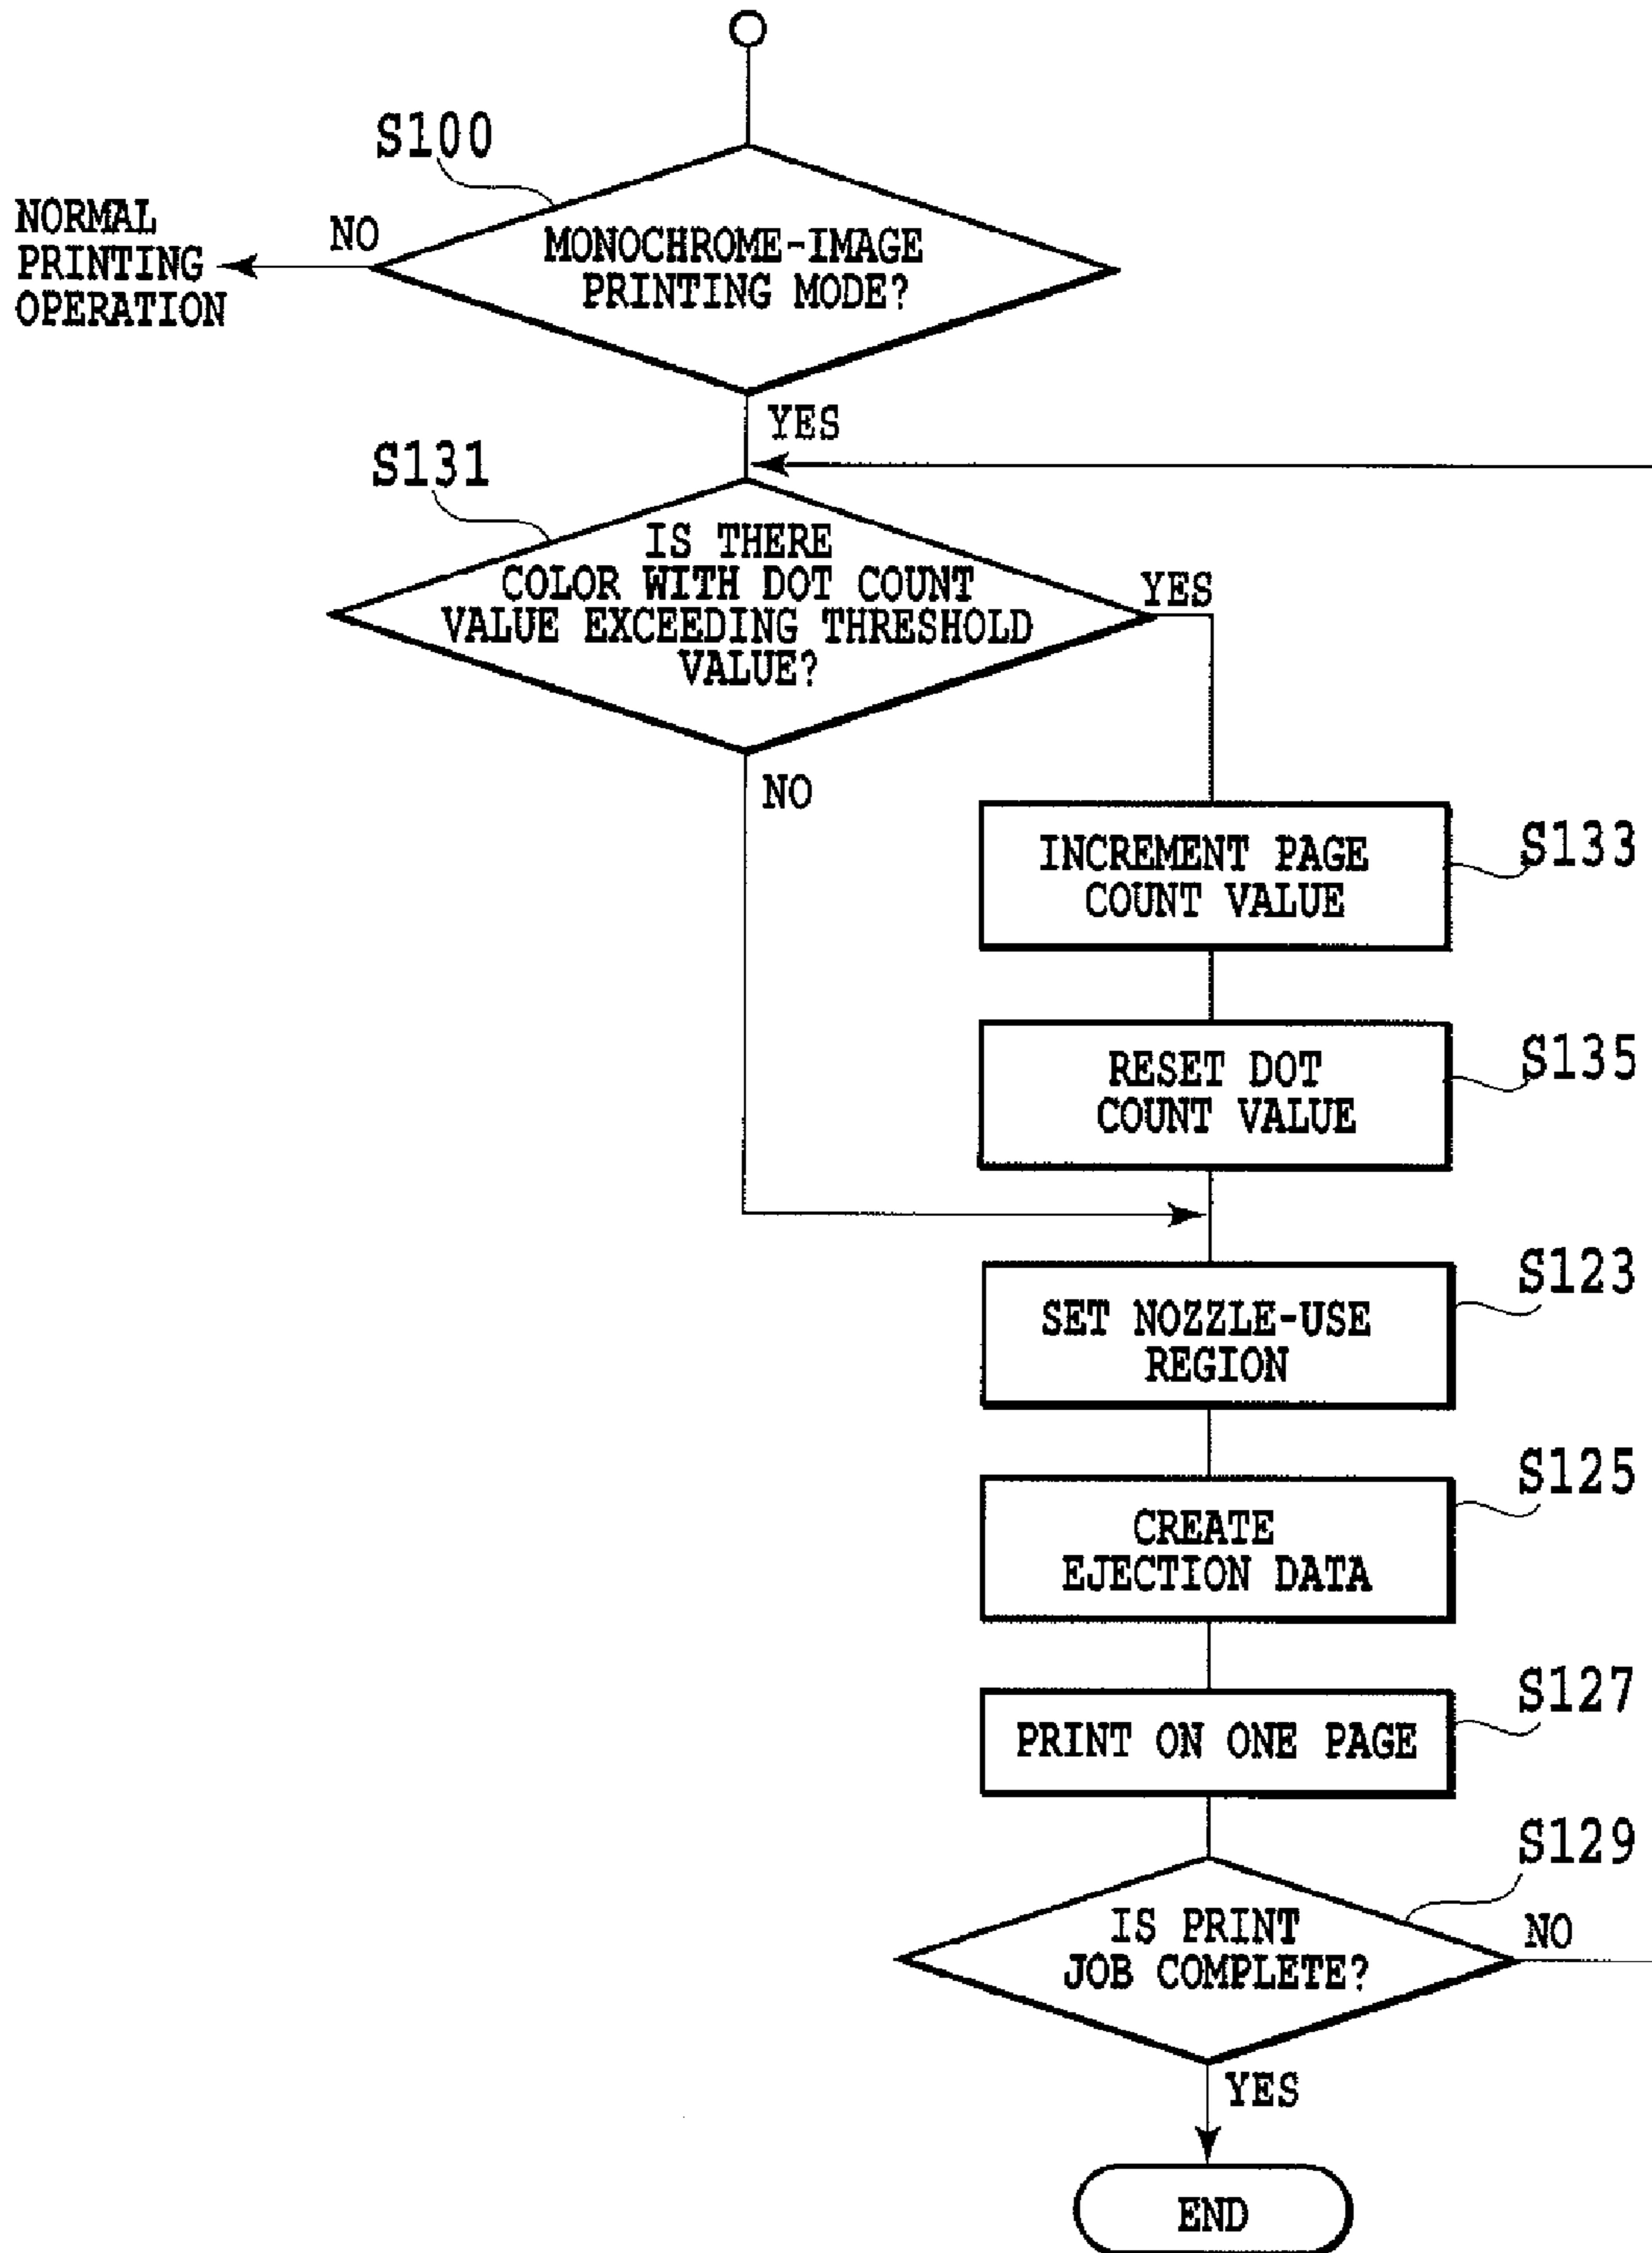 S100
NORMAL
PRINTING
OPERATION
NO
MONOCHROME-IMAGE
PRINTING MODE?
YES
S131
IS THERE
COLOR WITH DOT COUNT
VALUE EXCEEDING THRESHOLD
VALUE?
YES
NO
INCREMENT PAGE
COUNT VALUE
S133
RESET DOT
COUNT VALUE
S135
SET NOZZLE-USE
REGION
S123
CREATE
EJECTION DATA
S125
PRINT ON ONE PAGE
S127
S129
IS PRINT
JOB COMPLETE?
NO
YES
END